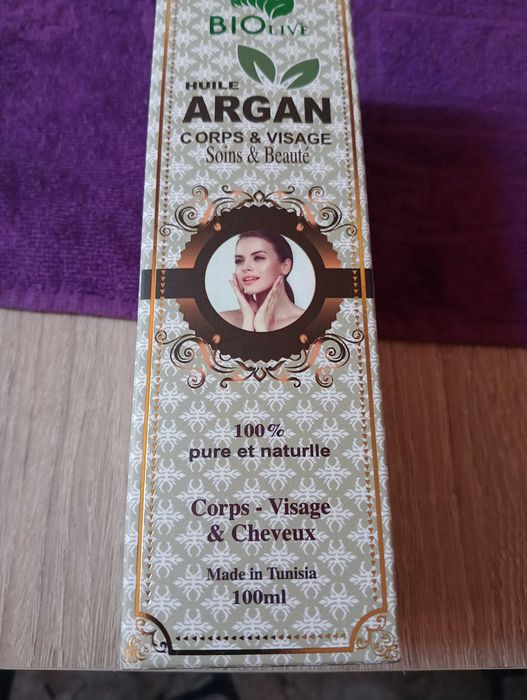 BIOLIVE
HUILE
ARGAN
CORPS & VISAGE
Soins & Beauté
100%
pure et naturlle
Corps - Visage
& Cheveux
Made in Tunisia
100ml